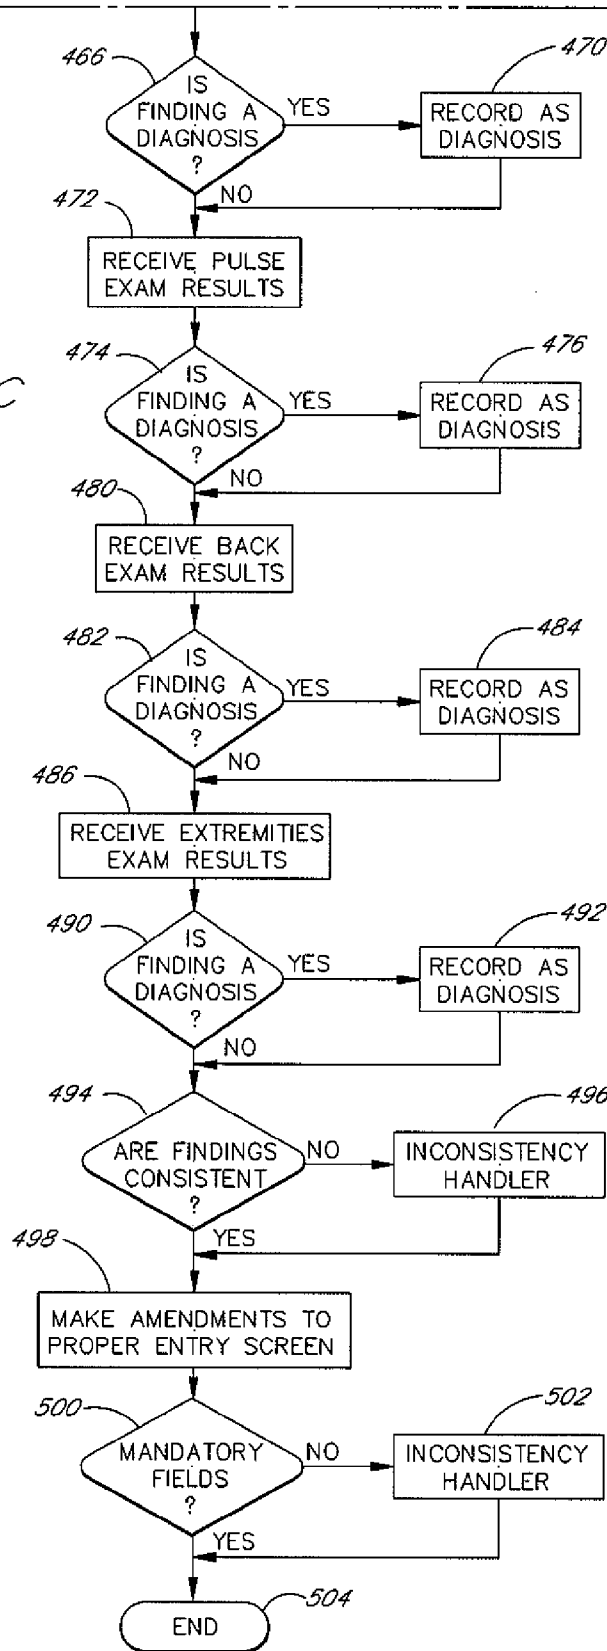 466
IS
FINDING A
DIAGNOSIS
?
YES
470
RECORD AS
DIAGNOSIS
NO
472
RECEIVE PULSE
EXAM RESULTS
C
474
IS
FINDING A
DIAGNOSIS
?
YES
476
RECORD AS
DIAGNOSIS
NO
480
RECEIVE BACK
EXAM RESULTS
482
IS
FINDING A
DIAGNOSIS
?
YES
484
RECORD AS
DIAGNOSIS
NO
486
RECEIVE EXTREMITIES
EXAM RESULTS
490
IS
FINDING A
DIAGNOSIS
?
YES
492
RECORD AS
DIAGNOSIS
NO
494
ARE FINDINGS
CONSISTENT
?
NO
496
INCONSISTENCY
HANDLER
YES
498
MAKE AMENDMENTS TO
PROPER ENTRY SCREEN
500
MANDATORY
FIELDS
?
NO
502
INCONSISTENCY
HANDLER
YES
END
504